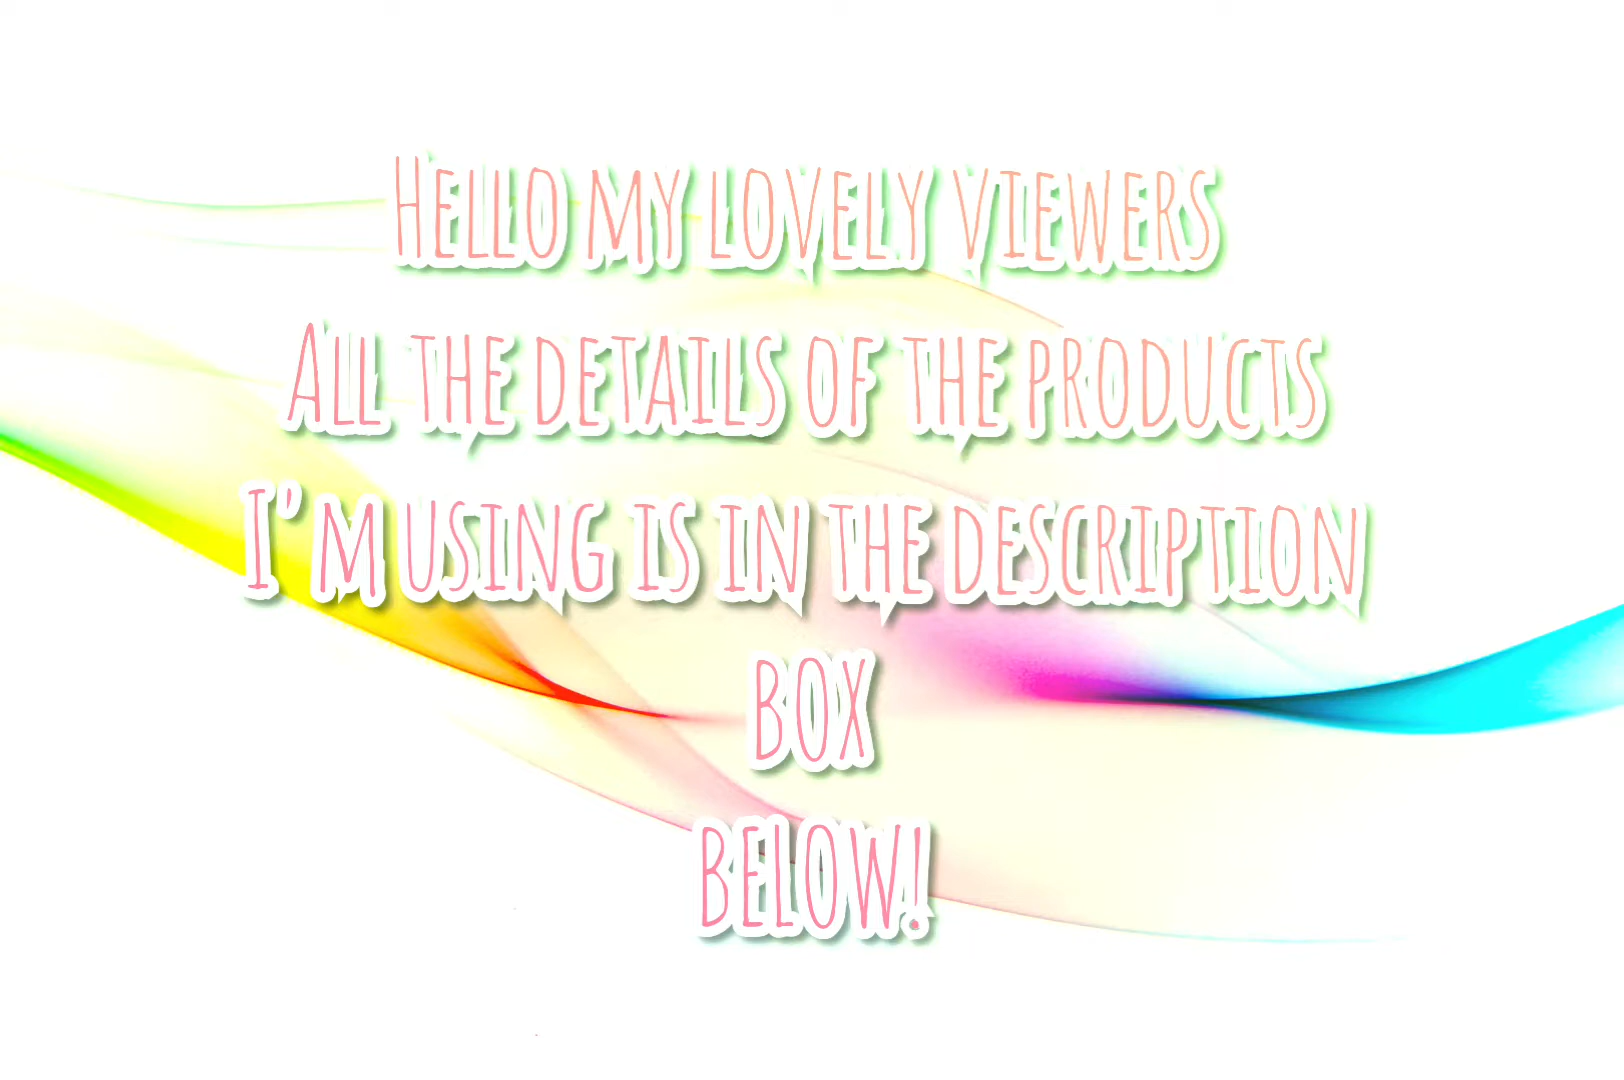 Hello my lovely viewers
All the details of the products
I'm using is in the description
box
below!